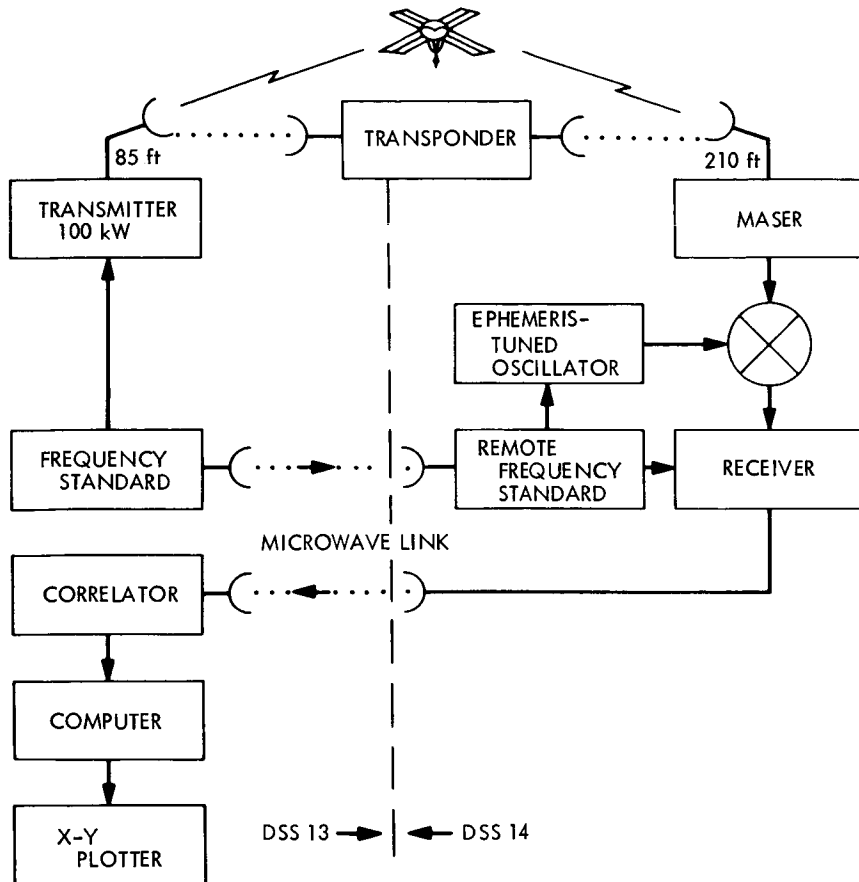 TRANSPONDER
85 ft
210 ft
TRANSMITTER
100 kW
MASER
EPHEMERIS-
TUNED
OSCILLATOR
FREQUENCY
STANDARD
REMOTE
FREQUENCY
STANDARD
RECEIVER
MICROWAVE LINK
CORRELATOR
COMPUTER
X-Y
PLOTTER
DSS 13
DSS 14